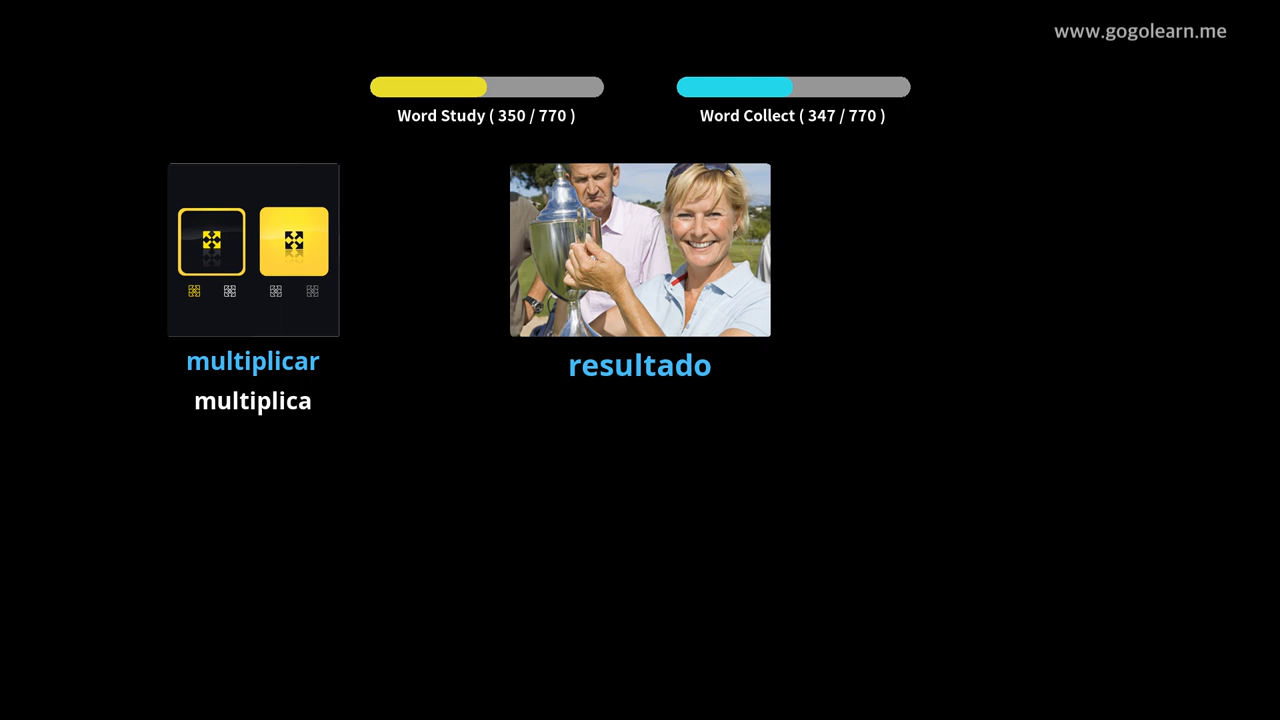 www.gogolearn.me
Word Study ( 350 / 770 )
Word Collect ( 347 / 770 )
multiplicar
multiplica
resultado